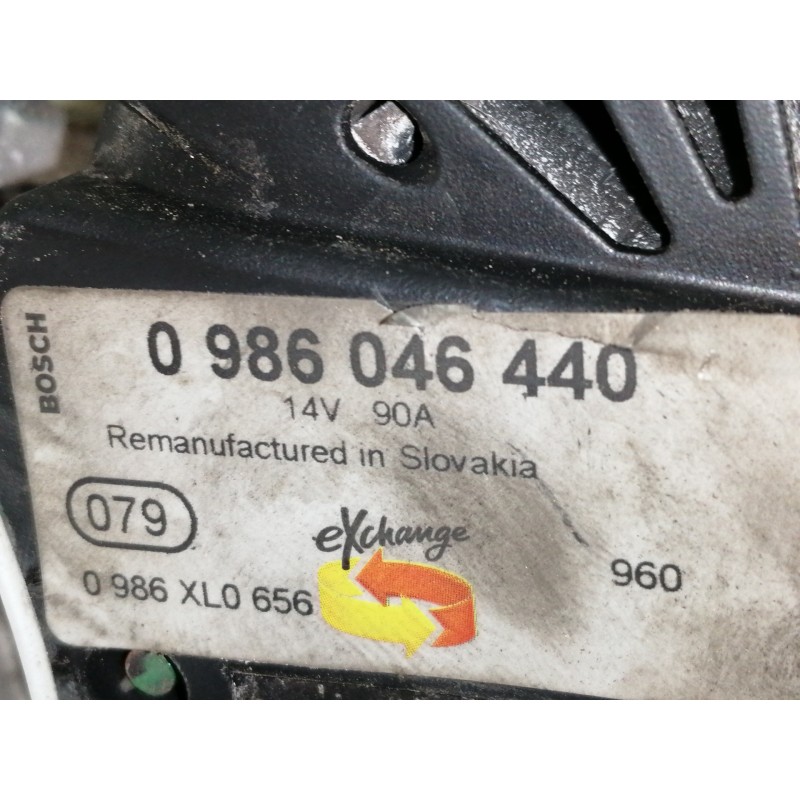 BOSCH
0 986 046 440
14V 90A
Remanufactured in Slovakia
079
eXchange
960
0 986 XL0 656